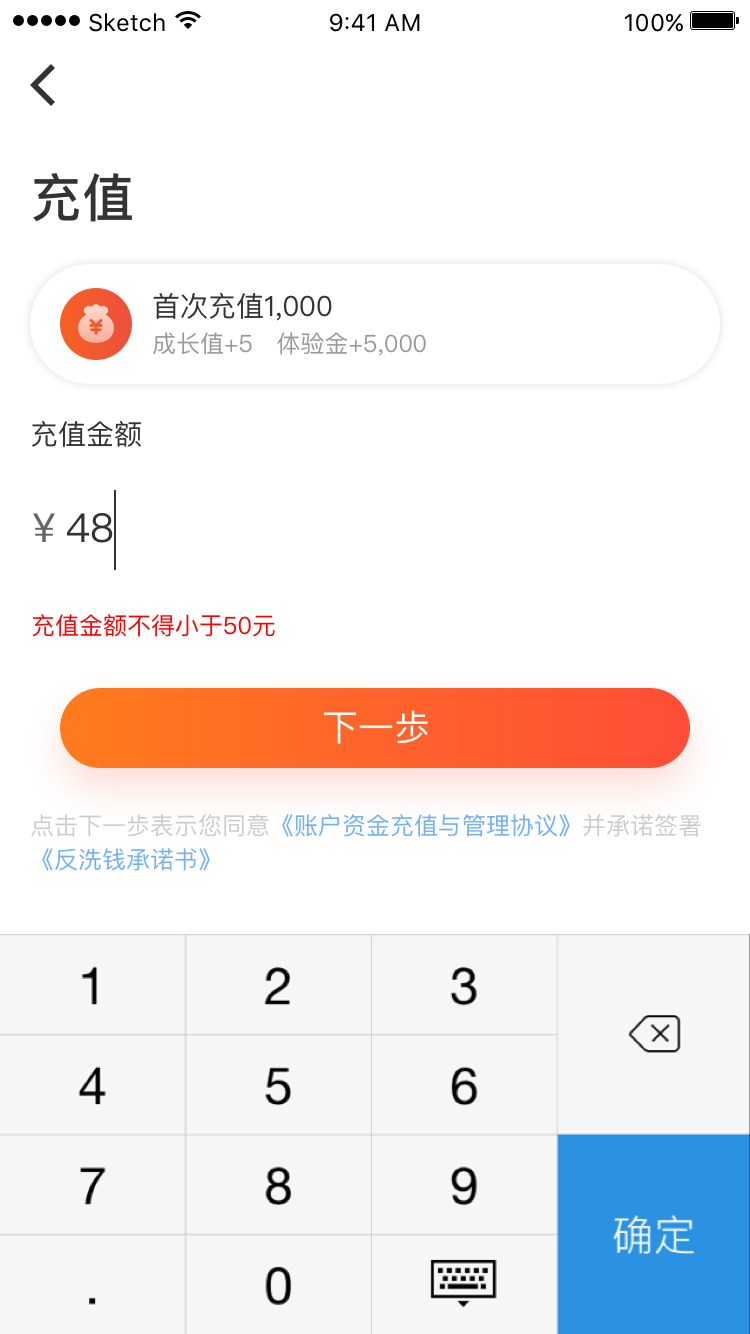 Sketch 9:41 AM 100%
充值
首次充值1,000
成长值+5 体验金+5,000
充值金额
¥ 48
充值金额不得小于50元
下一步
点击下一步表示您同意《账户资金充值与管理协议》并承诺签署
《反洗钱承诺书》
1 2 3
4 5 6
7 8 9
确定
. 0